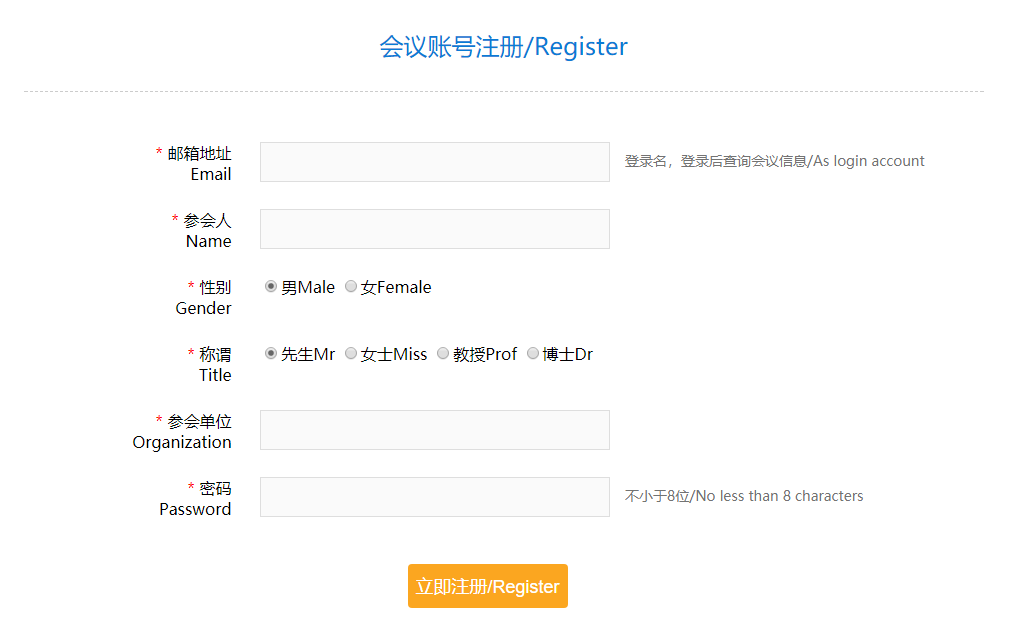 会议账号注册/Register
* 邮箱地址
Email
登录名，登录后查询会议信息/As login account
* 参会人
Name
* 性别
Gender
男Male 女Female
* 称谓
Title
先生Mr 女士Miss 教授Prof 博士Dr
* 参会单位
Organization
* 密码
Password
不小于8位/No less than 8 characters
立即注册/Register